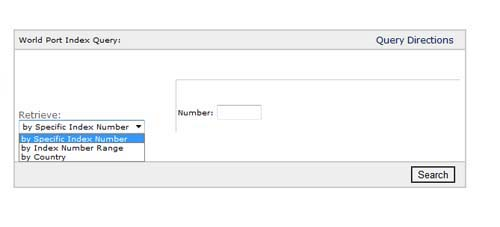 World Port Index Query:
Query Directions
Retrieve:
by Specific Index Number
Number:
by Specific Index Number
by Index Number Range
by Country
Search